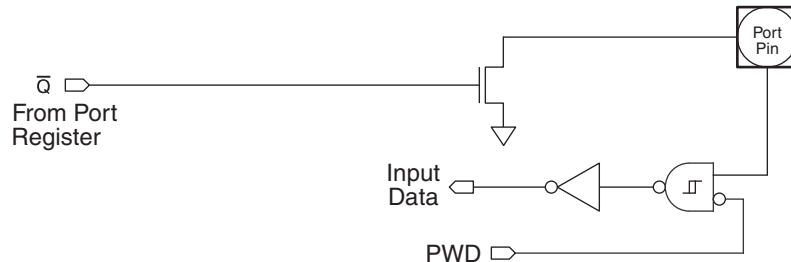 Port
Pin
Q̅
From Port
Register
Input
Data
PWD